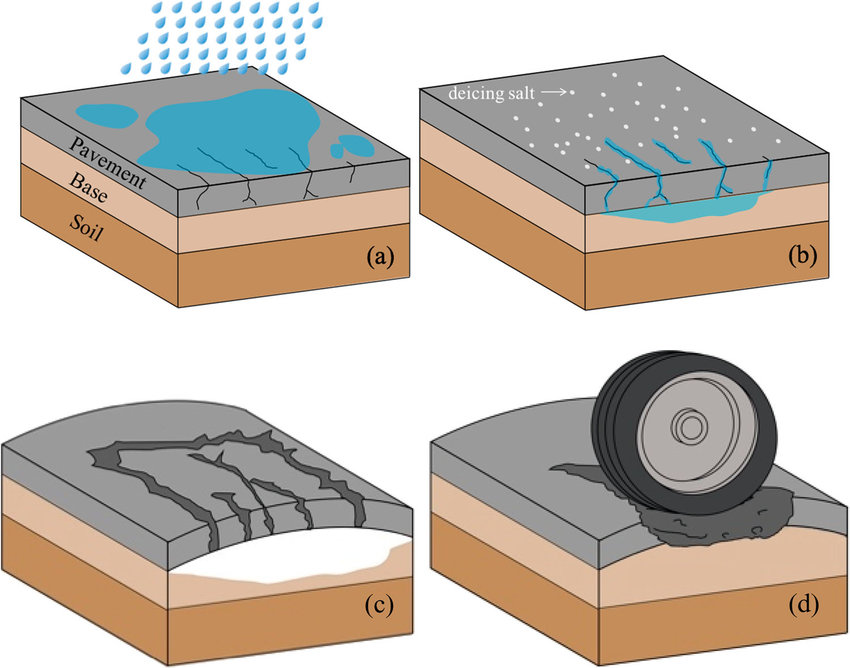 Pavement
Base
Soil
(a)
deicing salt
(b)
(c)
(d)